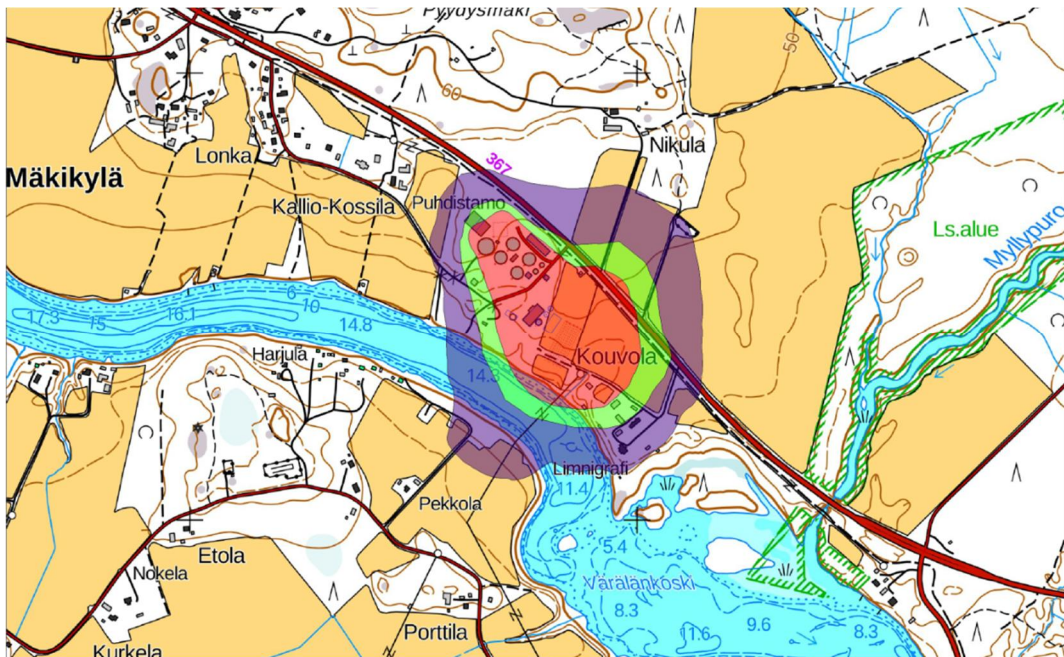 Pyydysmäki
50
60
Nikula
Lonka
367
Mäkikylä
Kallio-Kossila
Puhdistamo
Ls.alue
Myllypuro
6
10
17.3
15
16.1
14.8
Harjula
14.3
Kouvola
Limnigrafi
11.4
Pekkola
5.4
Etola
Värälänkoski
Nokela
8.3
9.6
Porttila
11.6
8.3
Kurkela